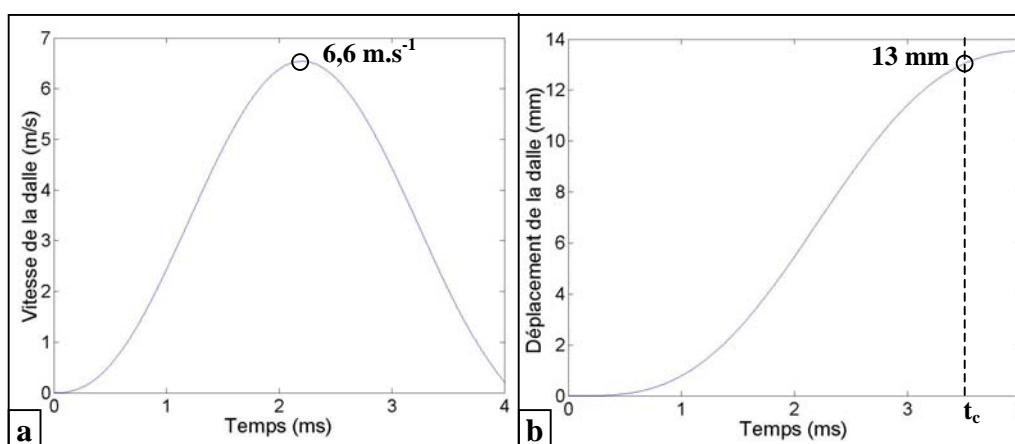 6,6 m.s-1
Vitesse de la dalle (m/s)
7
6
5
4
3
2
1
0
0 1 2 3 4
Temps (ms)
a
13 mm
Déplacement de la dalle (mm)
14
12
10
8
6
4
2
0
0 1 2 3
tc
Temps (ms)
b